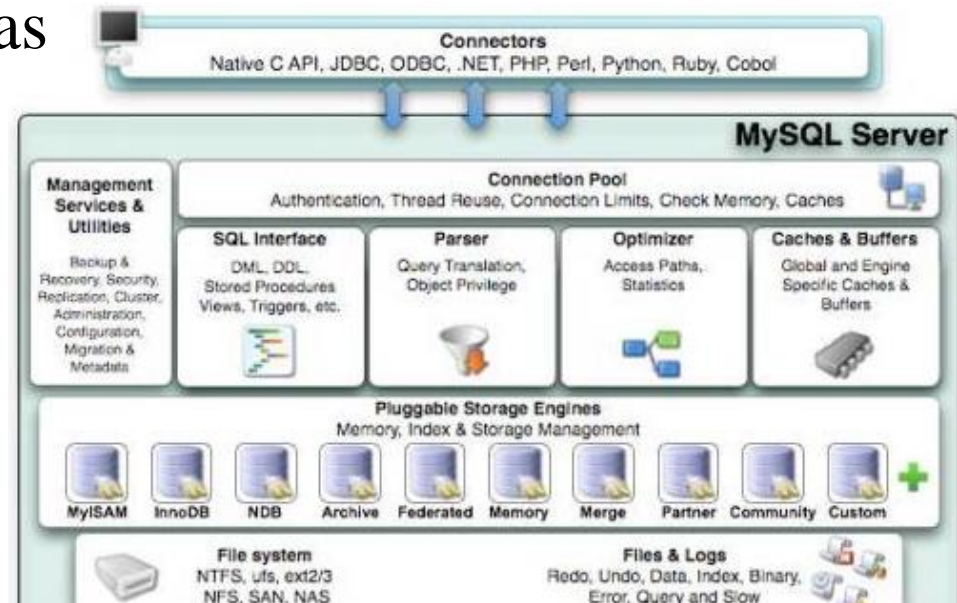 as
Connectors
Native C API, JDBC, ODBC, .NET, PHP, Perl, Python, Ruby, Cobol
MySQL Server
Management
Services &
Utilities
Backup &
Recovery, Security,
Replication, Cluster,
Administration,
Configuration,
Migration &
Metadata
Connection Pool
Authentication, Thread Reuse, Connection Limits, Check Memory, Caches
SQL Interface
DML, DDL,
Stored Procedures
Views, Triggers, etc.
Parser
Query Translation,
Object Privilege
Optimizer
Access Paths,
Statistics
Caches & Buffers
Global and Engine
Specific Caches &
Buffers
Pluggable Storage Engines
Memory, Index & Storage Management
MyISAM InnoDB NDB Archive Federated Memory Merge Partner Community Custom
File system
NTFS, ufs, ext2/3
NFS, SAN, NAS
Files & Logs
Redo, Undo, Data, Index, Binary,
Error, Query and Slow